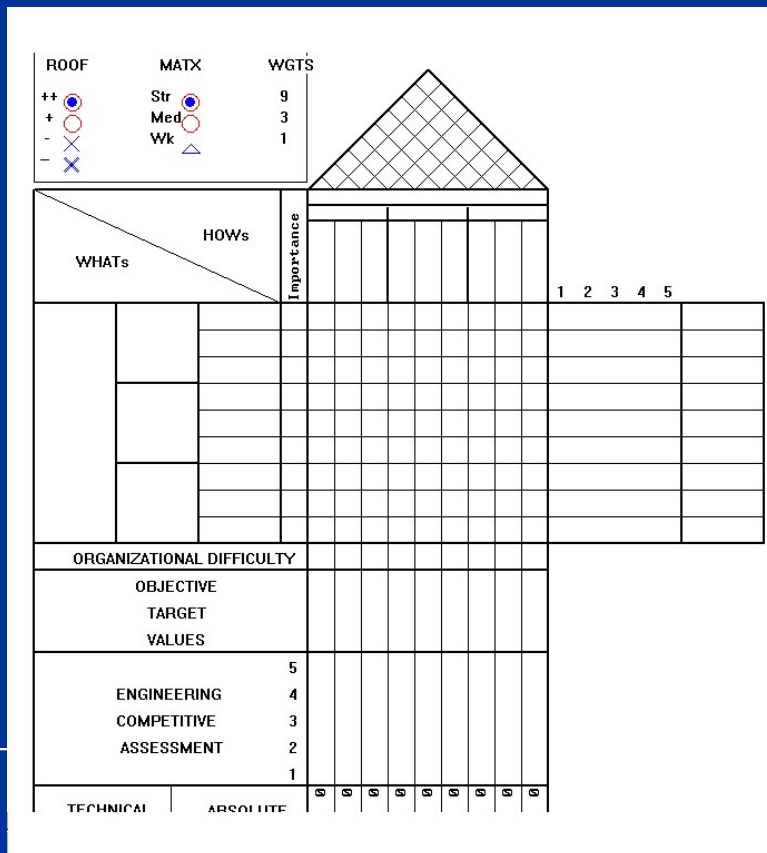 ROOF MATX WGTS
++ Str 9
+ Med 3
- Wk 1
–
HOWs
WHATs
Importance
1 2 3 4 5
ORGANIZATIONAL DIFFICULTY
OBJECTIVE
TARGET
VALUES
5
ENGINEERING 4
COMPETITIVE 3
ASSESSMENT 2
1
0 0 0 0 0 0 0 0 0
TECHNICAL ABSOLUTE